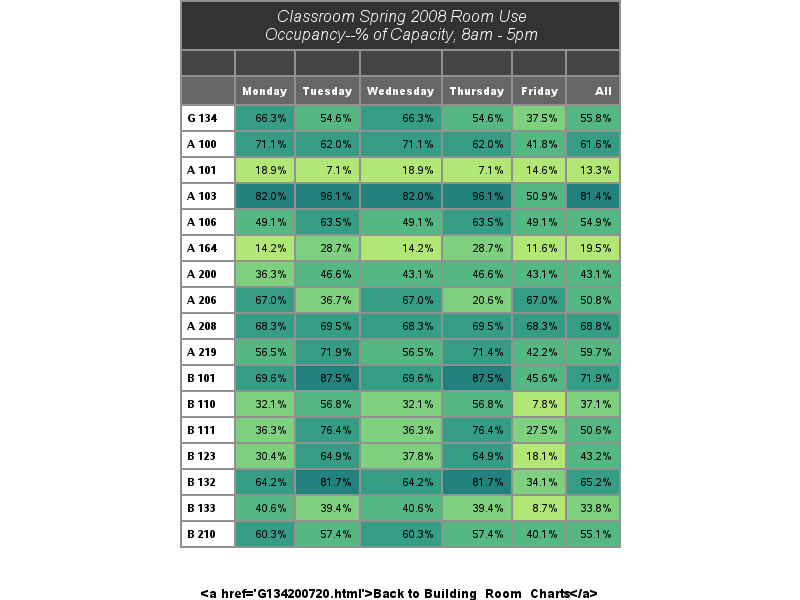 Classroom Spring 2008 Room Use
Occupancy--% of Capacity, 8am - 5pm
Monday Tuesday Wednesday Thursday Friday All
G 134 66.3% 54.6% 66.3% 54.6% 37.5% 55.8%
A 100 71.1% 62.0% 71.1% 62.0% 41.8% 61.6%
A 101 18.9% 7.1% 18.9% 7.1% 14.6% 13.3%
A 103 82.0% 96.1% 82.0% 96.1% 50.9% 81.4%
A 106 49.1% 63.5% 49.1% 63.5% 49.1% 54.9%
A 164 14.2% 28.7% 14.2% 28.7% 11.6% 19.5%
A 200 36.3% 46.6% 43.1% 46.6% 43.1% 43.1%
A 206 67.0% 36.7% 67.0% 20.6% 67.0% 50.8%
A 208 68.3% 69.5% 68.3% 69.5% 68.3% 68.8%
A 219 56.5% 71.9% 56.5% 71.4% 42.2% 59.7%
B 101 69.6% 87.5% 69.6% 87.5% 45.6% 71.9%
B 110 32.1% 56.8% 32.1% 56.8% 7.8% 37.1%
B 111 36.3% 76.4% 36.3% 76.4% 27.5% 50.6%
B 123 30.4% 64.9% 37.8% 64.9% 18.1% 43.2%
B 132 64.2% 81.7% 64.2% 81.7% 34.1% 65.2%
B 133 40.6% 39.4% 40.6% 39.4% 8.7% 33.8%
B 210 60.3% 57.4% 60.3% 57.4% 40.1% 55.1%
<a href='G134200720.html'>Back to Building_Room_Charts</a>